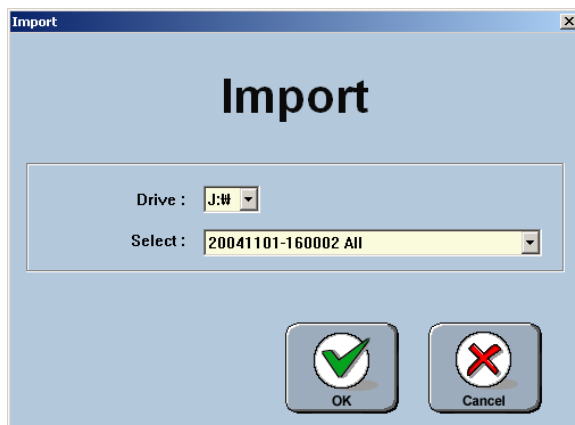 Import
Import
Drive : J:₩
Select : 20041101-160002 All
OK
Cancel